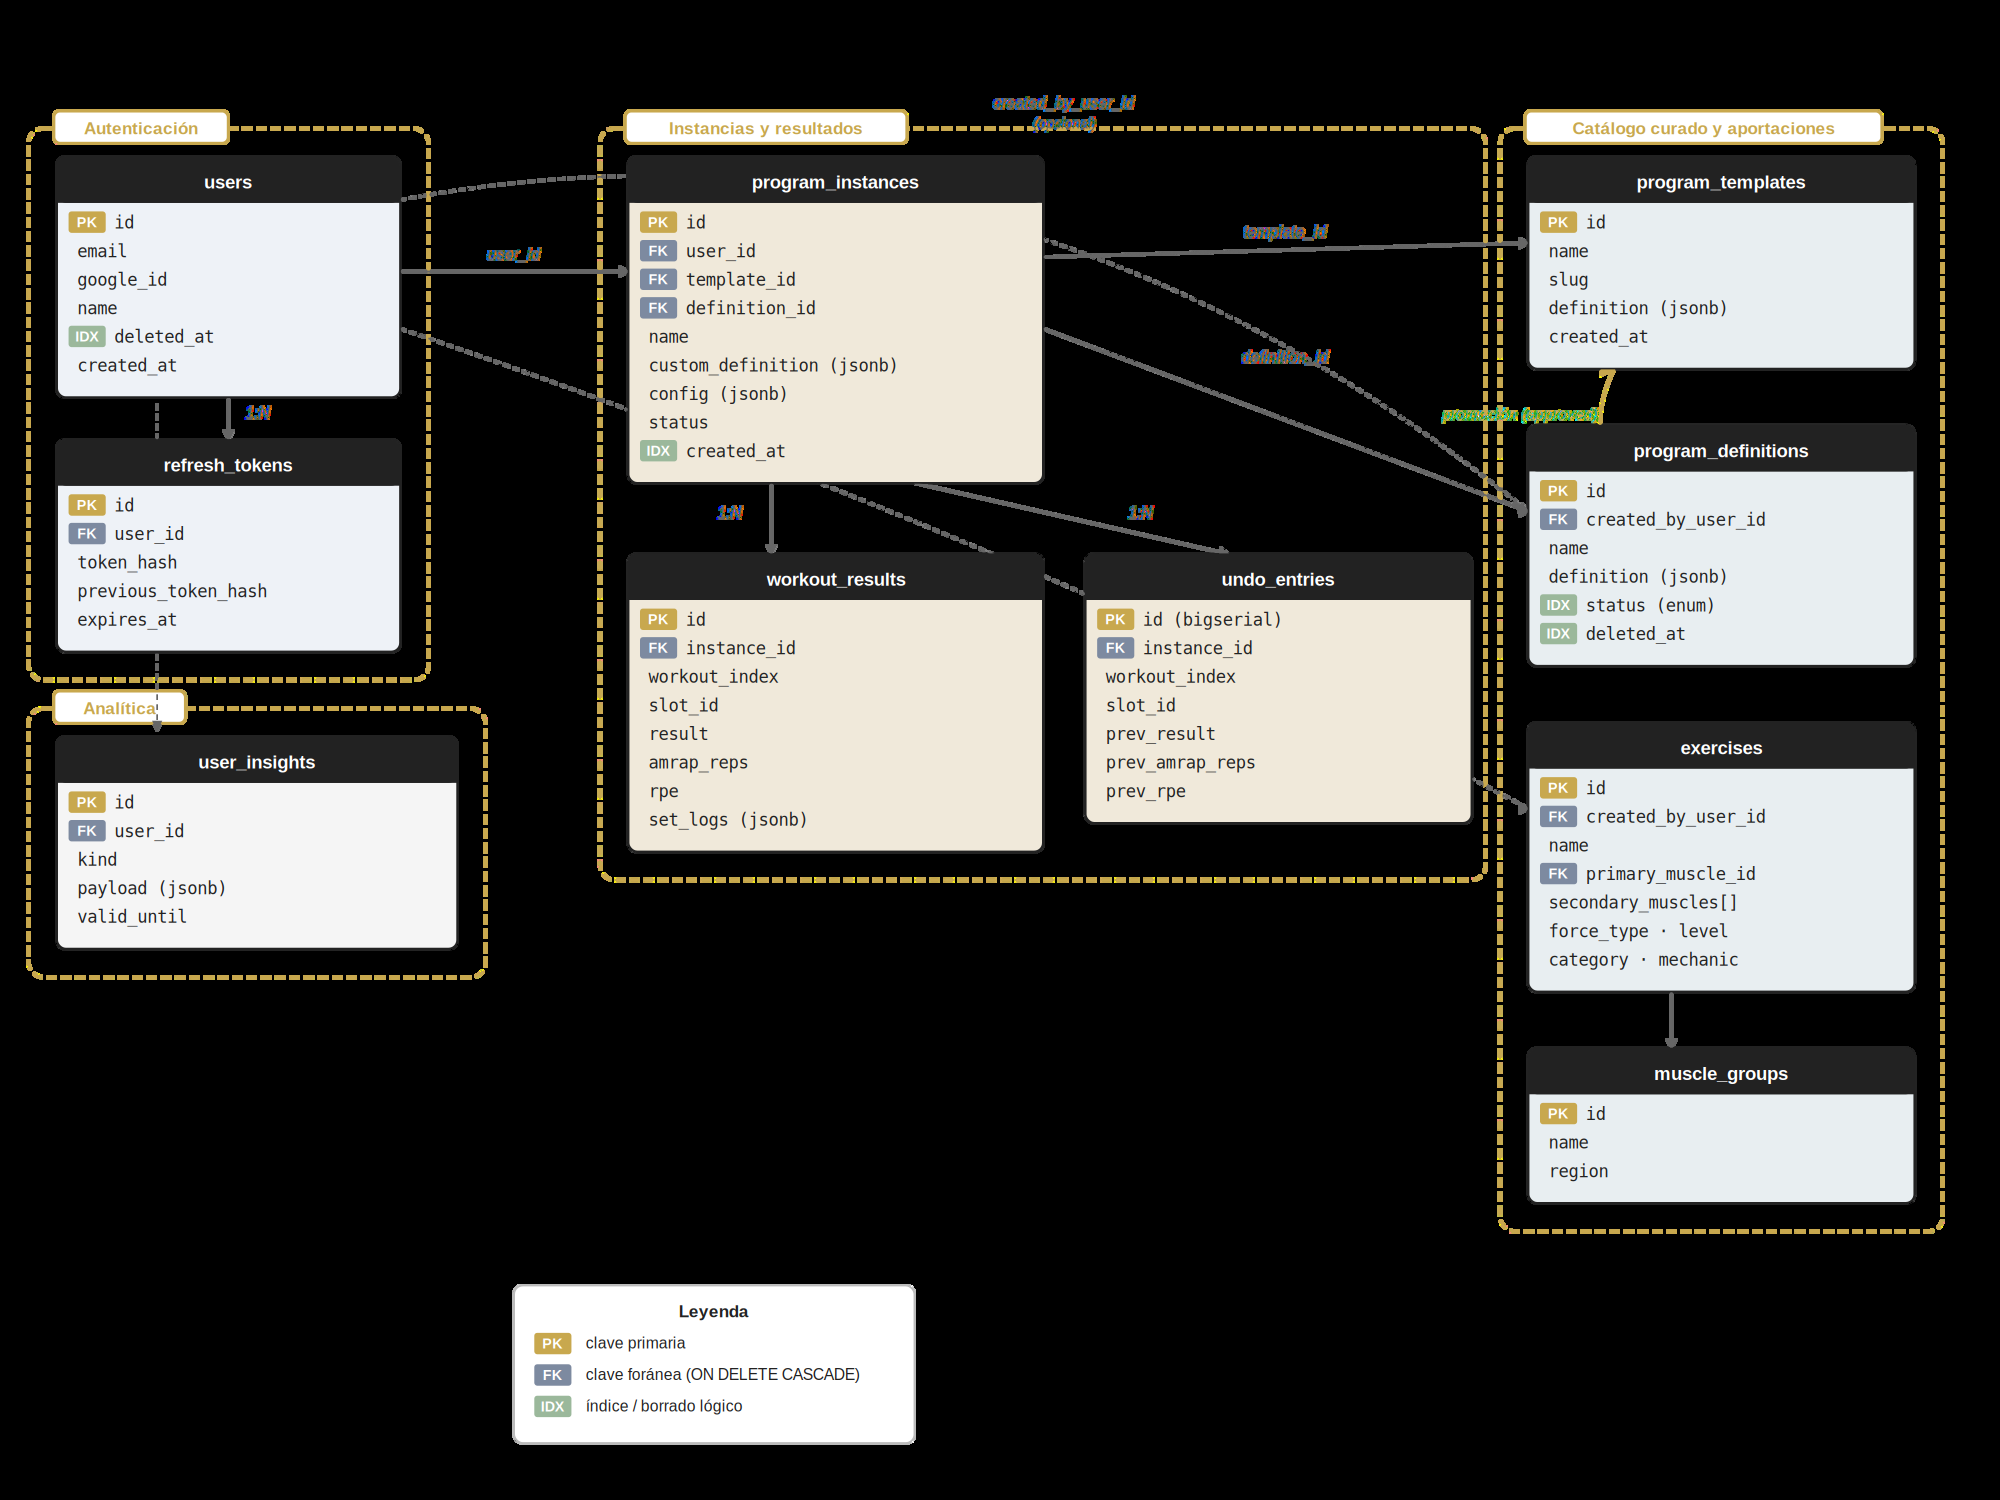 created_by_user_id
(opcional)
Autenticación
users
PK id
email
google_id
name
IDX deleted_at
created_at
1:N
refresh_tokens
PK id
FK user_id
token_hash
previous_token_hash
expires_at
Analítica
user_insights
PK id
FK user_id
kind
payload (jsonb)
valid_until
user_id
Instancias y resultados
program_instances
PK id
FK user_id
FK template_id
FK definition_id
name
custom_definition (jsonb)
config (jsonb)
status
IDX created_at
1:N
1:N
workout_results
PK id
FK instance_id
workout_index
slot_id
result
amrap_reps
rpe
set_logs (jsonb)
undo_entries
PK id (bigserial)
FK instance_id
workout_index
slot_id
prev_result
prev_amrap_reps
prev_rpe
template_id
definition_id
Catálogo curado y aportaciones
program_templates
PK id
name
slug
definition (jsonb)
created_at
promoción (approved)
program_definitions
PK id
FK created_by_user_id
name
definition (jsonb)
IDX status (enum)
IDX deleted_at
exercises
PK id
FK created_by_user_id
name
FK primary_muscle_id
secondary_muscles[]
force_type · level
category · mechanic
muscle_groups
PK id
name
region
Leyenda
PK clave primaria
FK clave foránea (ON DELETE CASCADE)
IDX índice / borrado lógico